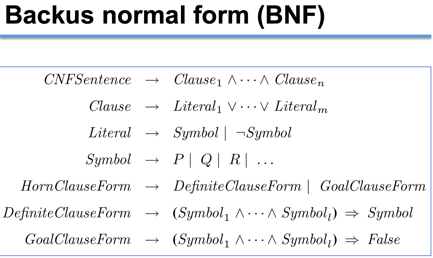 Backus normal form (BNF)
CNFSentence → Clause₁ ∧ ⋯ ∧ Clauseₙ
Clause → Literal₁ ∨ ⋯ ∨ Literalₘ
Literal → Symbol | ¬Symbol
Symbol → P | Q | R | …
HornClauseForm → DefiniteClauseForm | GoalClauseForm
DefiniteClauseForm → (Symbol₁ ∧ ⋯ ∧ Symbolₗ) ⇒ Symbol
GoalClauseForm → (Symbol₁ ∧ ⋯ ∧ Symbolₗ) ⇒ False